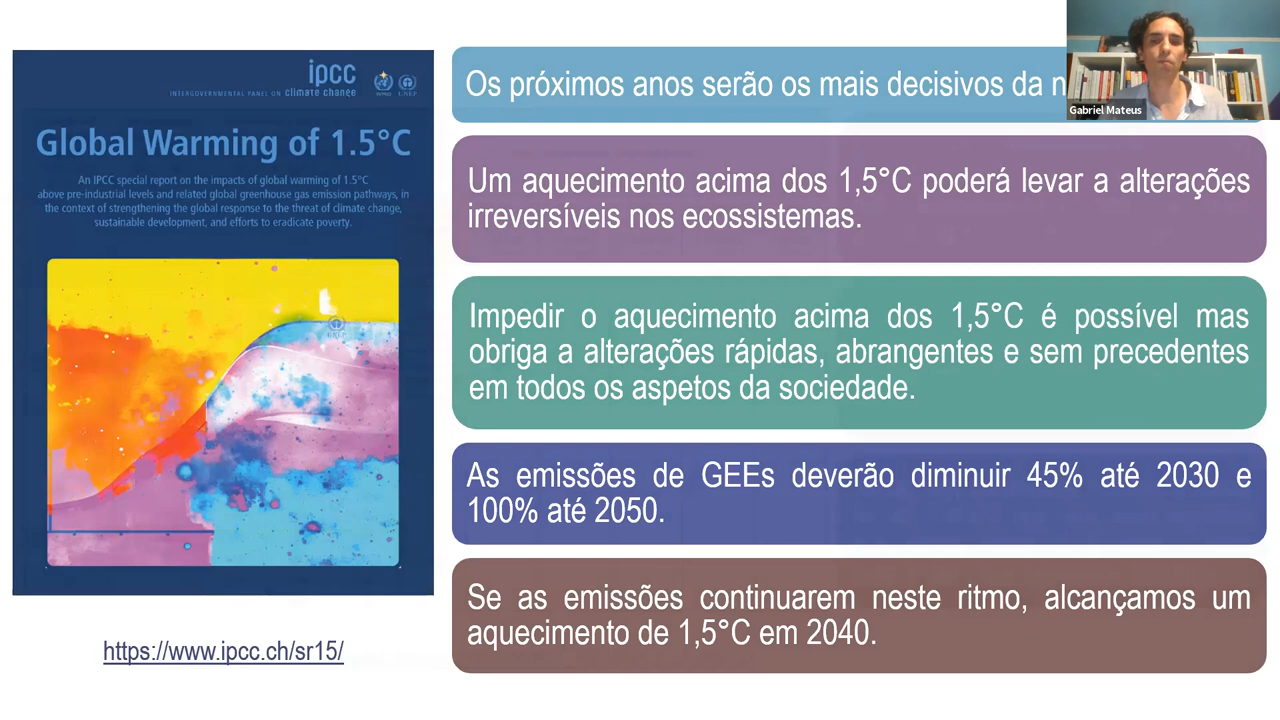 ipcc
INTERGOVERNMENTAL PANEL ON climate change
WMO UNEP
Global Warming of 1.5°C
An IPCC special report on the impacts of global warming of 1.5°C
above pre-industrial levels and related global greenhouse gas emission pathways, in
the context of strengthening the global response to the threat of climate change,
sustainable development, and efforts to eradicate poverty.
https://www.ipcc.ch/sr15/
Os próximos anos serão os mais decisivos da
Gabriel Mateus
Um aquecimento acima dos 1,5°C poderá levar a alterações
irreversíveis nos ecossistemas.
Impedir o aquecimento acima dos 1,5°C é possível mas
obriga a alterações rápidas, abrangentes e sem precedentes
em todos os aspetos da sociedade.
As emissões de GEEs deverão diminuir 45% até 2030 e
100% até 2050.
Se as emissões continuarem neste ritmo, alcançamos um
aquecimento de 1,5°C em 2040.